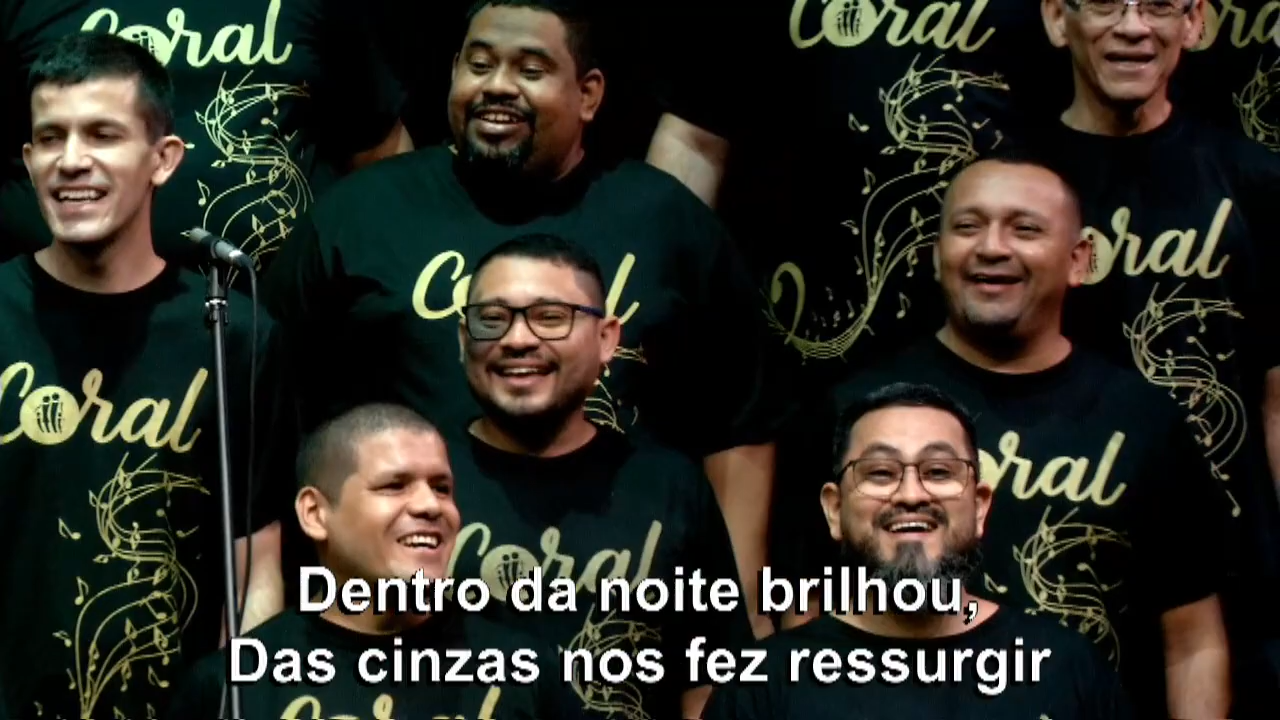 Coral
Coral
Coral
Coral
Coral
Coral
Coral
Dentro da noite brilhou,
Das cinzas nos fez ressurgir